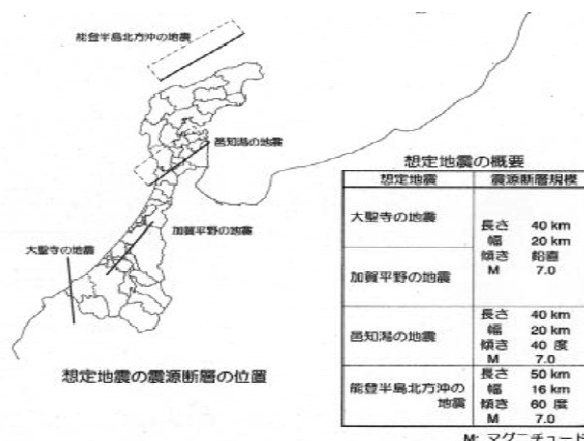 能登半島北方沖の地震
邑知潟の地震
加賀平野の地震
大聖寺の地震
想定地震の震源断層の位置
想定地震の概要
想定地震 震源断層規模
大聖寺の地震
加賀平野の地震
長さ 40 km
幅 20 km
傾き 鉛直
M 7.0
邑知潟の地震
長さ 40 km
幅 20 km
傾き 40 度
M 7.0
能登半島北方沖の
地震
長さ 50 km
幅 16 km
傾き 60 度
M 7.0
M: マグニチュード